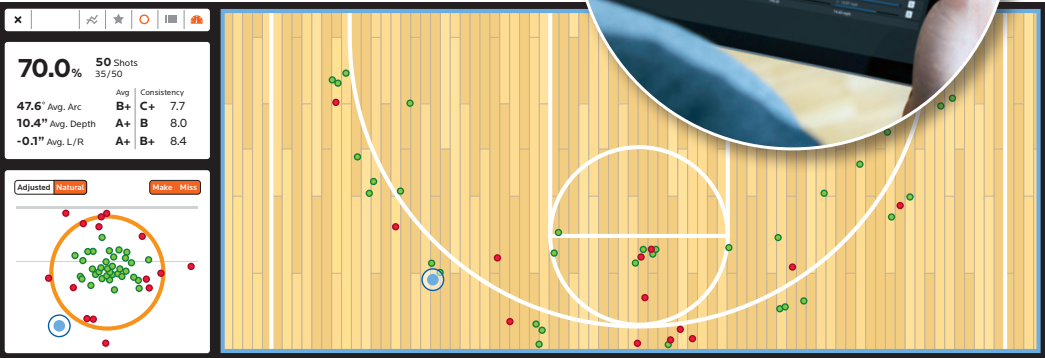 ×
70.0% 50 Shots
35/50
Avg Consistency
47.6° Avg. Arc B+ C+ 7.7
10.4” Avg. Depth A+ B 8.0
-0.1” Avg. L/R A+ B+ 8.4
Adjusted Natural Make Miss